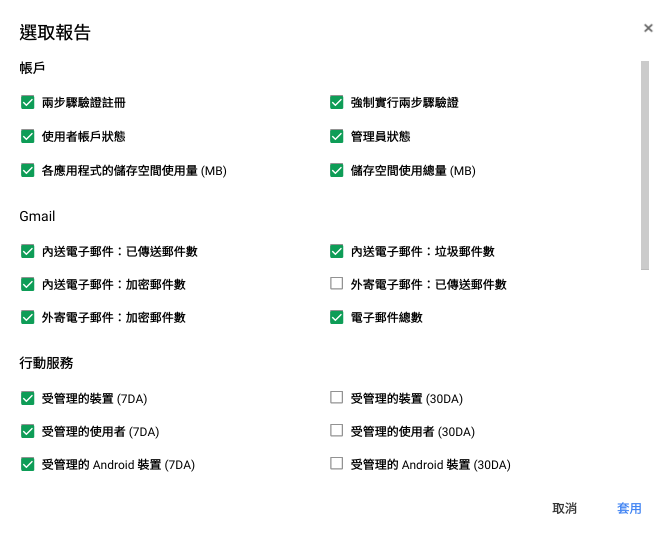 選取報告
×
帳戶
兩步驟驗證註冊
強制實行兩步驟驗證
使用者帳戶狀態
管理員狀態
各應用程式的儲存空間使用量 (MB)
儲存空間使用總量 (MB)
Gmail
內送電子郵件：已傳送郵件數
內送電子郵件：垃圾郵件數
內送電子郵件：加密郵件數
外寄電子郵件：已傳送郵件數
外寄電子郵件：加密郵件數
電子郵件總數
行動服務
受管理的裝置 (7DA)
受管理的裝置 (30DA)
受管理的使用者 (7DA)
受管理的使用者 (30DA)
受管理的 Android 裝置 (7DA)
受管理的 Android 裝置 (30DA)
取消
套用